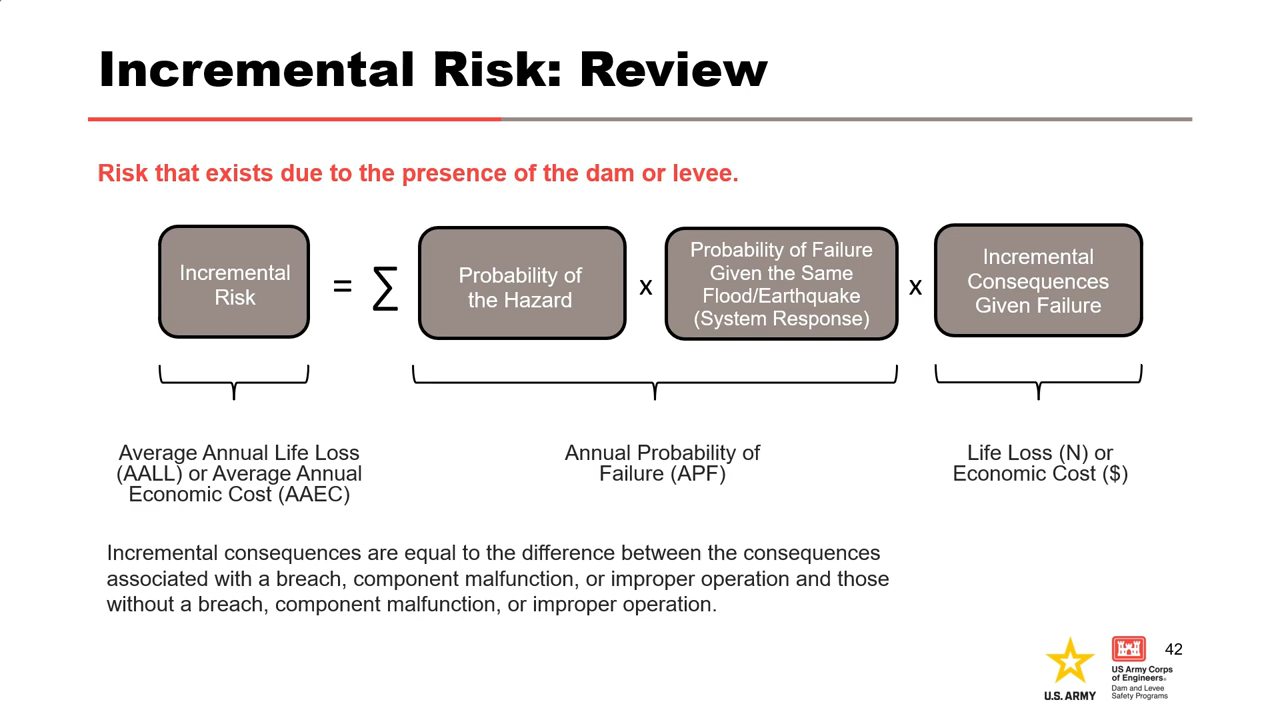 Incremental Risk: Review
Risk that exists due to the presence of the dam or levee.
Incremental
Risk
=
∑
Probability of
the Hazard
x
Probability of Failure
Given the Same
Flood/Earthquake
(System Response)
x
Incremental
Consequences
Given Failure
Average Annual Life Loss
(AALL) or Average Annual
Economic Cost (AAEC)
Annual Probability of
Failure (APF)
Life Loss (N) or
Economic Cost ($)
Incremental consequences are equal to the difference between the consequences
associated with a breach, component malfunction, or improper operation and those
without a breach, component malfunction, or improper operation.
U.S. ARMY
US Army Corps
of Engineers®
Dam and Levee
Safety Programs
42